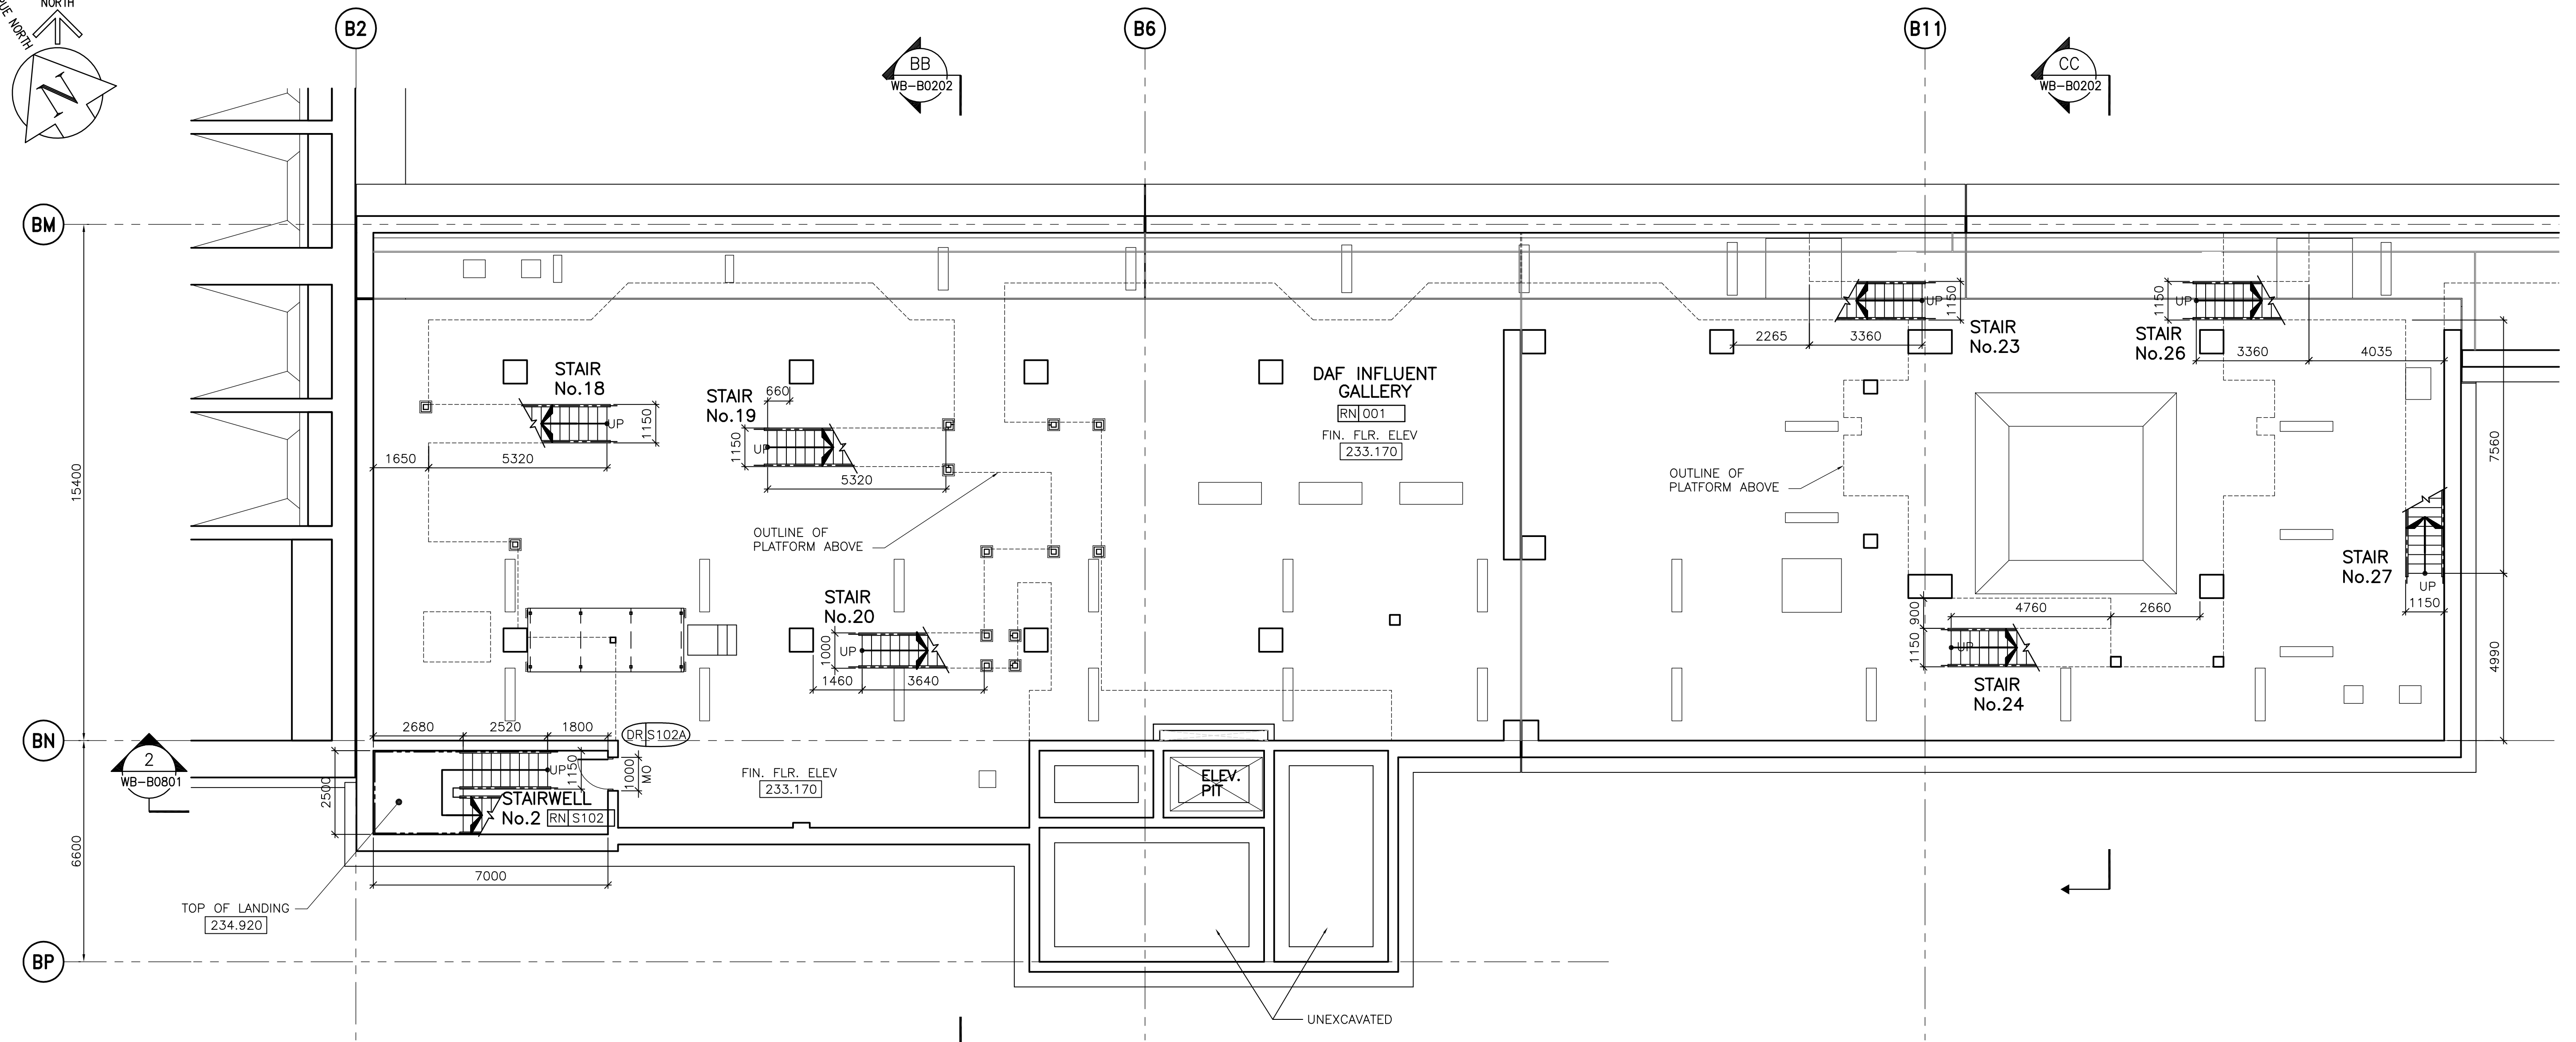 NORTH
TRUE NORTH
N
B2
B6
B11
BB
WB-B0202
CC
WB-B0202
BM
BN
BP
15400
6600
STAIR
No.18
UP
1150
1650
5320
STAIR
No.19
660
UP
1150
5320
OUTLINE OF
PLATFORM ABOVE
STAIR
No.20
UP
1000
1460
3640
DAF INFLUENT
GALLERY
RN 001
FIN. FLR. ELEV
233.170
STAIR
No.23
UP
1150
2265
3360
STAIR
No.26
UP
1150
3360
4035
OUTLINE OF
PLATFORM ABOVE
7560
4990
STAIR
No.27
UP
1150
4760
2660
900
1150
UP
STAIR
No.24
2680
2520
1800
DR S102A
2500
UP
1150
1000
MO
STAIRWELL
No.2
RN S102
7000
FIN. FLR. ELEV
233.170
ELEV.
PIT
2
WB-B0801
TOP OF LANDING
234.920
UNEXCAVATED